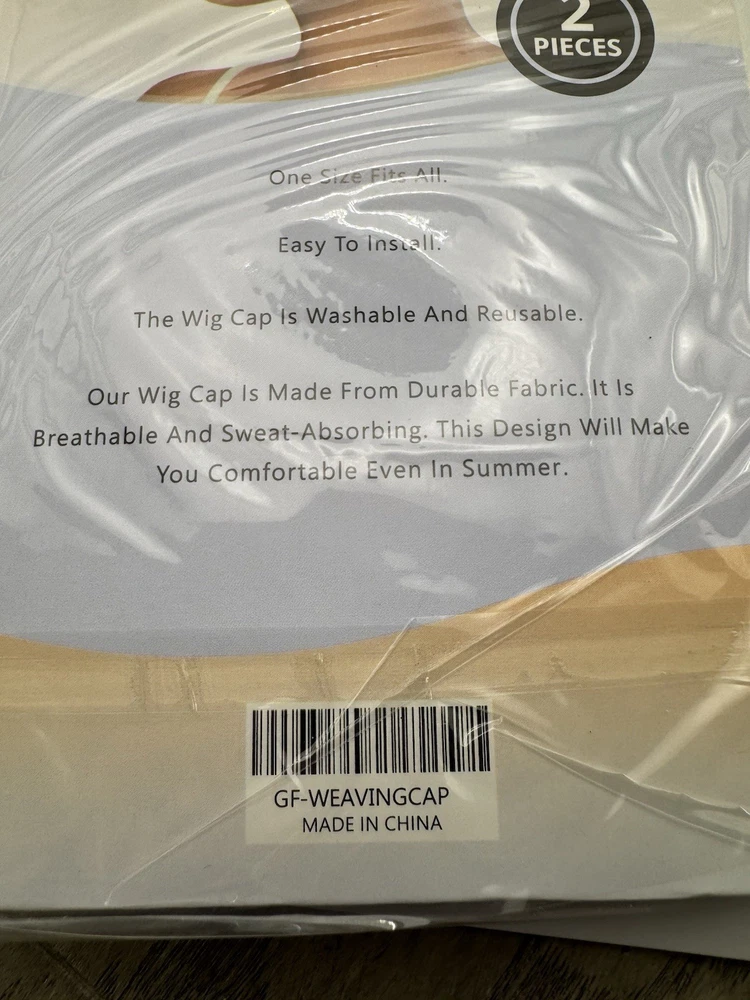 2
PIECES
One Size Fits All.
Easy To Install.
The Wig Cap Is Washable And Reusable.
Our Wig Cap Is Made From Durable Fabric. It Is
Breathable And Sweat-Absorbing. This Design Will Make
You Comfortable Even In Summer.
GF-WEAVINGCAP
MADE IN CHINA